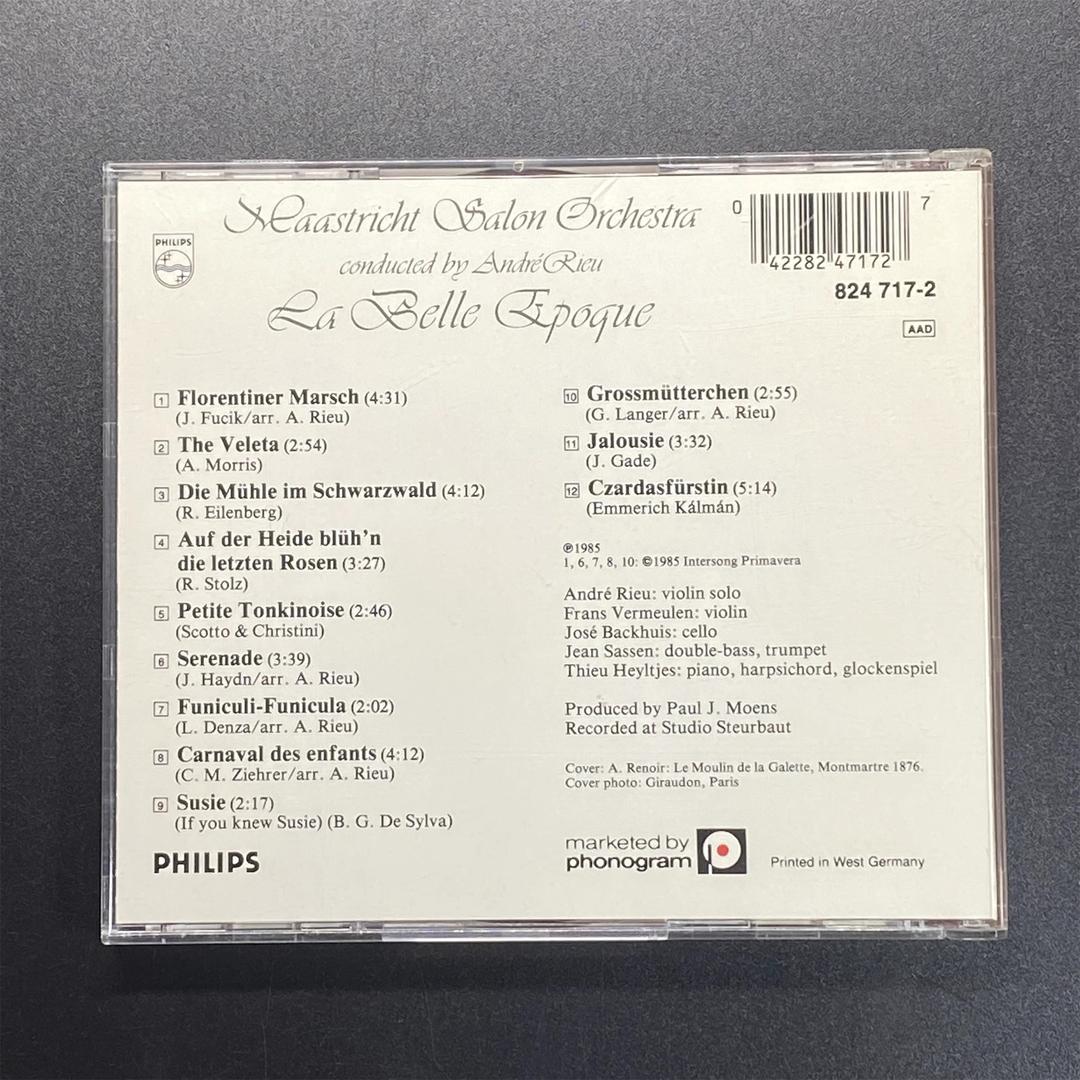 Maastricht Salon Orchestra
conducted by André Rieu
La Belle Epoque
PHILIPS
0 42282 47172 7
824 717-2
AAD
1 Florentiner Marsch (4:31)
(J. Fucik/arr. A. Rieu)
2 The Veleta (2:54)
(A. Morris)
3 Die Mühle im Schwarzwald (4:12)
(R. Eilenberg)
4 Auf der Heide blüh'n
die letzten Rosen (3:27)
(R. Stolz)
5 Petite Tonkinoise (2:46)
(Scotto & Christini)
6 Serenade (3:39)
(J. Haydn/arr. A. Rieu)
7 Funiculi-Funicula (2:02)
(L. Denza/arr. A. Rieu)
8 Carnaval des enfants (4:12)
(C. M. Ziehrer/arr. A. Rieu)
9 Susie (2:17)
(If you knew Susie) (B. G. De Sylva)
PHILIPS
10 Grossmütterchen (2:55)
(G. Langer/arr. A. Rieu)
11 Jalousie (3:32)
(J. Gade)
12 Czardasfürstin (5:14)
(Emmerich Kálmán)
℗1985
1, 6, 7, 8, 10: ©1985 Intersong Primavera
André Rieu: violin solo
Frans Vermeulen: violin
José Backhuis: cello
Jean Sassen: double-bass, trumpet
Thieu Heyltjes: piano, harpsichord, glockenspiel
Produced by Paul J. Moens
Recorded at Studio Steurbaut
Cover: A. Renoir: Le Moulin de la Galette, Montmartre 1876.
Cover photo: Giraudon, Paris
marketed by
phonogram
Printed in West Germany